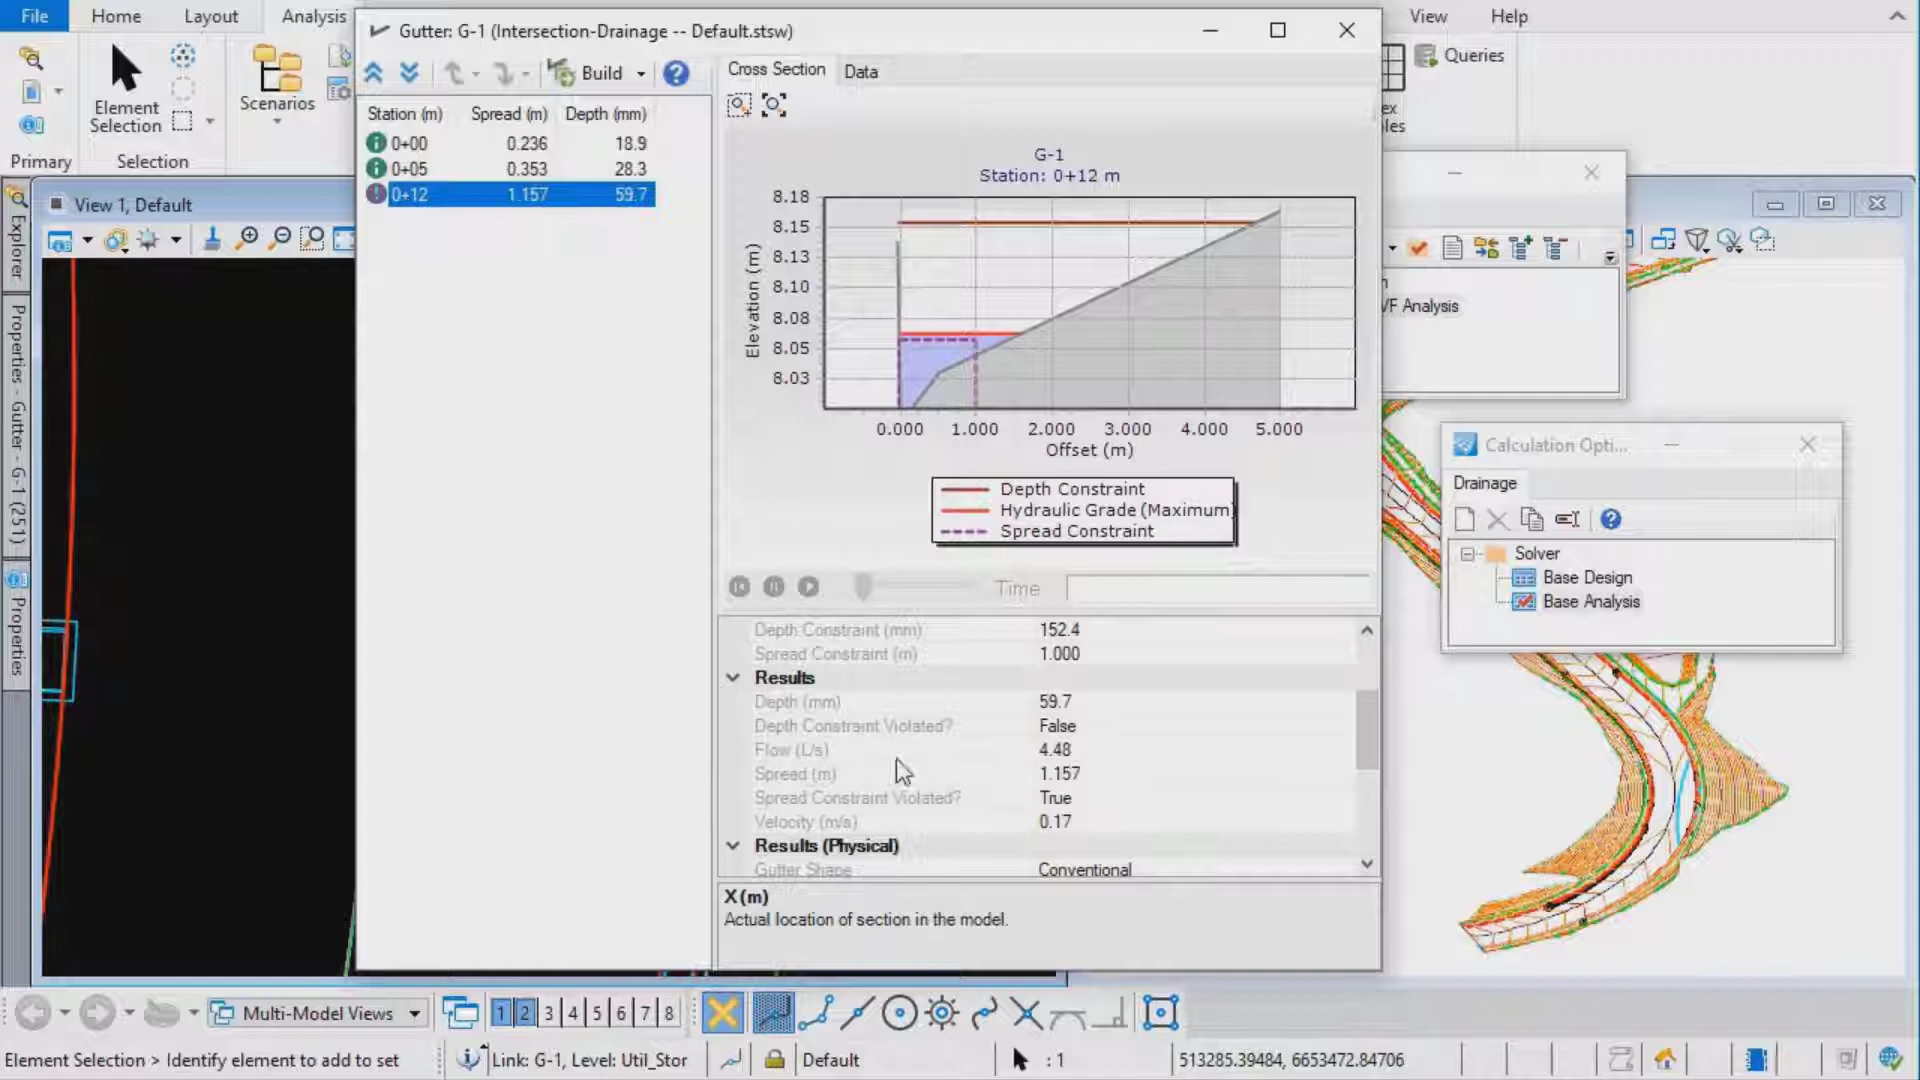 File
Home
Layout
Analysis
Gutter: G-1 (Intersection-Drainage -- Default.stsw)
View
Help
Element
Selection
Scenarios
Primary
Selection
Build
Queries
Station (m) Spread (m) Depth (mm)
0+00 0.236 18.9
0+05 0.353 28.3
0+12 1.157 59.7
Cross Section
Data
G-1
Station: 0+12 m
8.18
8.15
8.13
8.10
8.08
8.05
8.03
Elevation (m)
0.000 1.000 2.000 3.000 4.000 5.000
Offset (m)
Depth Constraint
Hydraulic Grade (Maximum)
Spread Constraint
Time
Depth Constraint (mm) 152.4
Spread Constraint (m) 1.000
Results
Depth (mm) 59.7
Depth Constraint Violated? False
Flow (L/s) 4.48
Spread (m) 1.157
Spread Constraint Violated? True
Velocity (m/s) 0.17
Results (Physical)
Gutter Shape Conventional
X (m)
Actual location of section in the model.
View 1, Default
Explorer
Properties - Gutter - G-1 (251)
Properties
VF Analysis
Calculation Opti...
Drainage
Solver
Base Design
Base Analysis
Multi-Model Views
1 2 3 4 5 6 7 8
Element Selection > Identify element to add to set
Link: G-1, Level: Util_Stor
Default
: 1
513285.39484, 6653472.84706